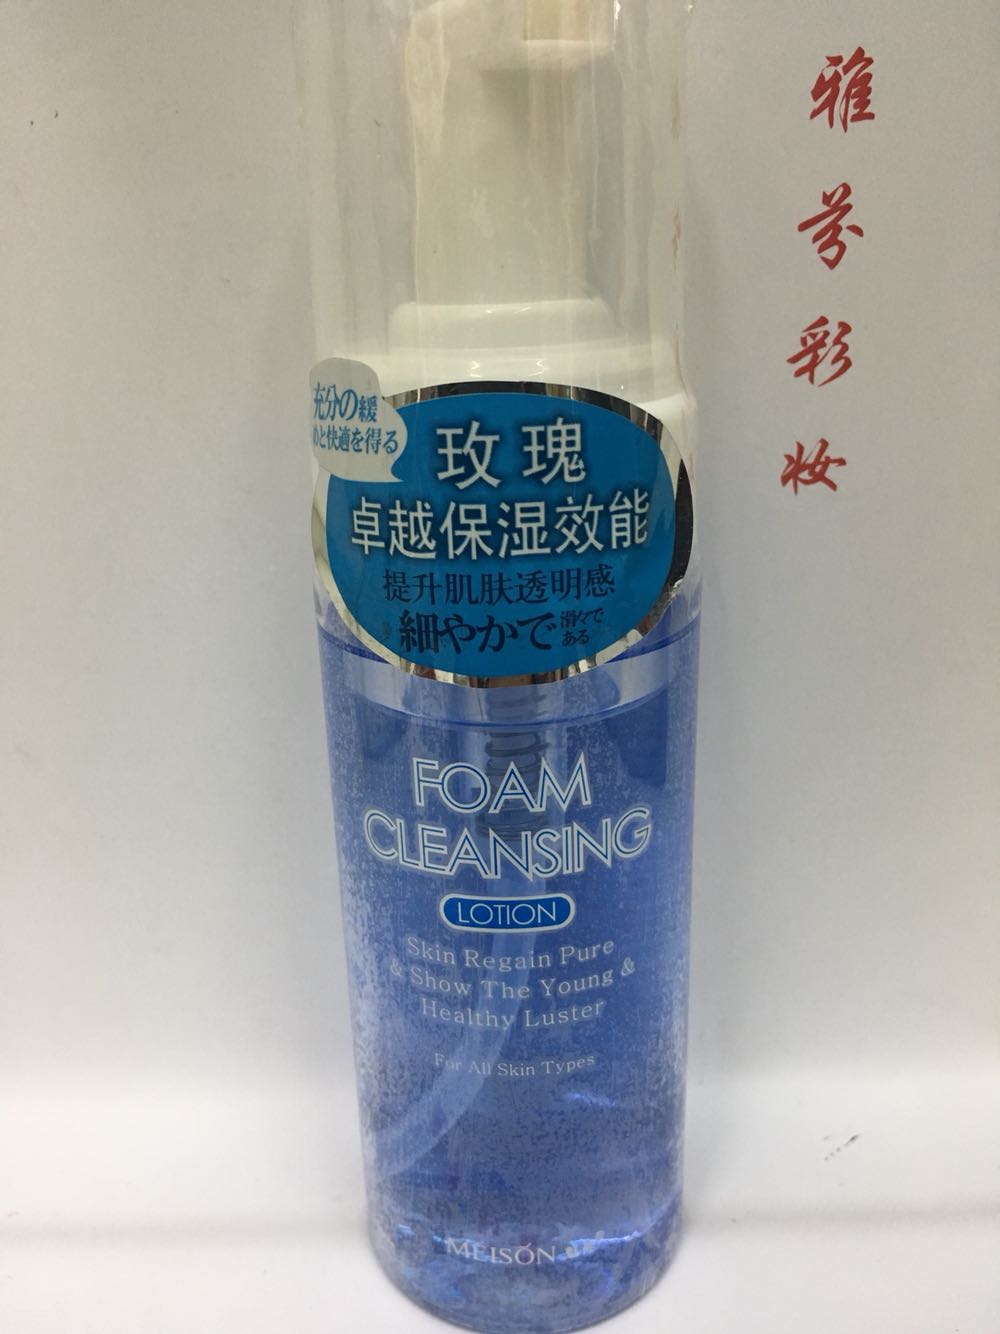 雅芬彩妆
充分の緩
めと快適を得る
玫瑰
卓越保湿效能
提升肌肤透明感
細やかで
滑々で
ある
FOAM
CLEANSING
LOTION
Skin Regain Pure
& Show The Young &
Healthy Luster
For All Skin Types
MEISON